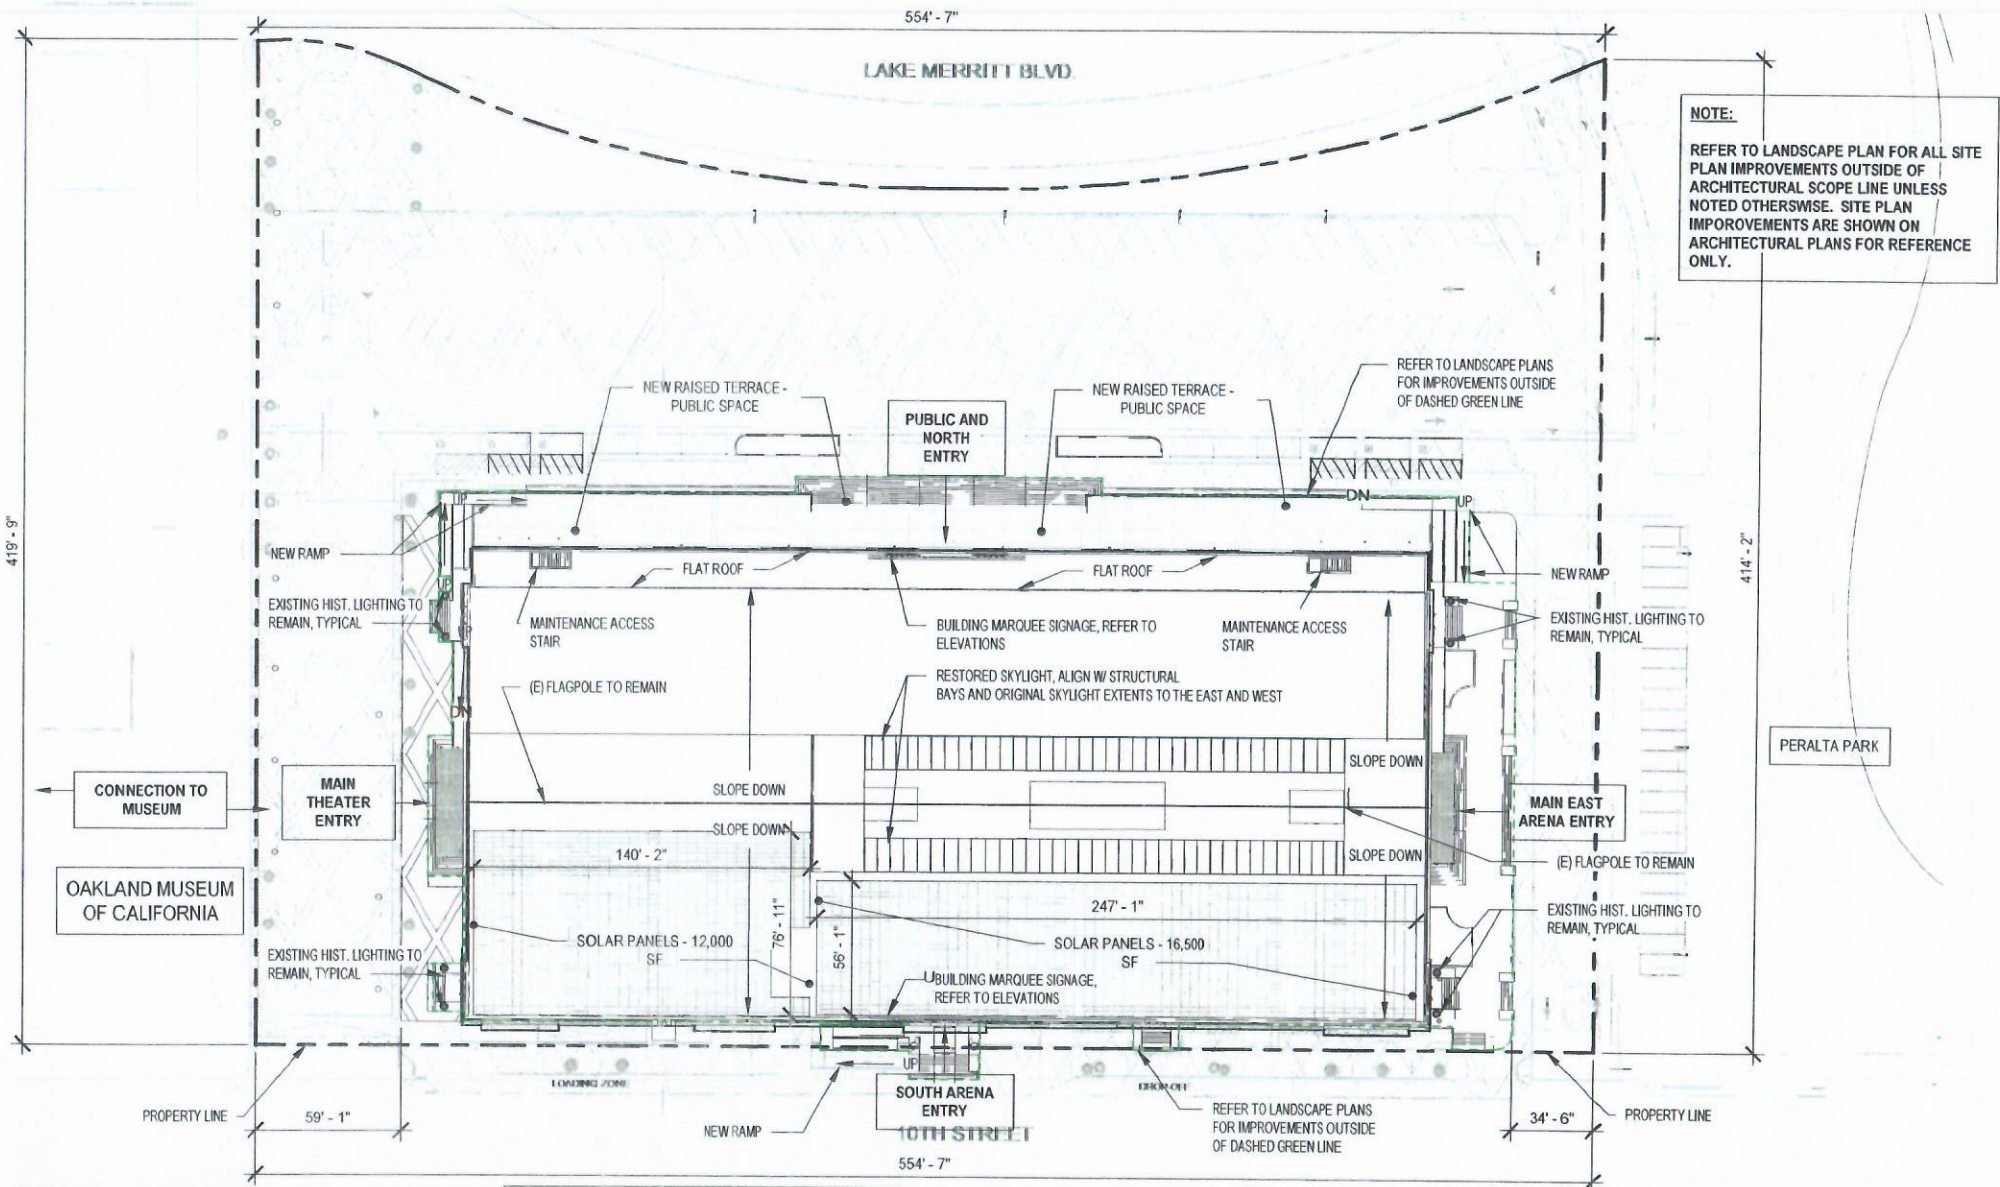 554' - 7"
LAKE MERRITT BLVD.
NOTE:
REFER TO LANDSCAPE PLAN FOR ALL SITE
PLAN IMPROVEMENTS OUTSIDE OF
ARCHITECTURAL SCOPE LINE UNLESS
NOTED OTHERSWISE. SITE PLAN
IMPOROVEMENTS ARE SHOWN ON
ARCHITECTURAL PLANS FOR REFERENCE
ONLY.
419' - 9"
414' - 2"
NEW RAISED TERRACE -
PUBLIC SPACE
PUBLIC AND
NORTH
ENTRY
NEW RAISED TERRACE -
PUBLIC SPACE
REFER TO LANDSCAPE PLANS
FOR IMPROVEMENTS OUTSIDE
OF DASHED GREEN LINE
UP
DN
UP
NEW RAMP
FLAT ROOF
FLAT ROOF
NEW RAMP
EXISTING HIST. LIGHTING TO
REMAIN, TYPICAL
MAINTENANCE ACCESS
STAIR
BUILDING MARQUEE SIGNAGE, REFER TO
ELEVATIONS
MAINTENANCE ACCESS
STAIR
EXISTING HIST. LIGHTING TO
REMAIN, TYPICAL
(E) FLAGPOLE TO REMAIN
RESTORED SKYLIGHT, ALIGN W/ STRUCTURAL
BAYS AND ORIGINAL SKYLIGHT EXTENTS TO THE EAST AND WEST
DN
PERALTA PARK
CONNECTION TO
MUSEUM
MAIN
THEATER
ENTRY
SLOPE DOWN
SLOPE DOWN
SLOPE DOWN
SLOPE DOWN
MAIN EAST
ARENA ENTRY
(E) FLAGPOLE TO REMAIN
140' - 2"
OAKLAND MUSEUM
OF CALIFORNIA
76' - 11"
56' - 1"
247' - 1"
EXISTING HIST. LIGHTING TO
REMAIN, TYPICAL
EXISTING HIST. LIGHTING TO
REMAIN, TYPICAL
SOLAR PANELS - 12,000
SF
SOLAR PANELS - 16,500
SF
BUILDING MARQUEE SIGNAGE,
REFER TO ELEVATIONS
UP
LOADING ZONE
DROP-OFF
PROPERTY LINE
59' - 1"
NEW RAMP
SOUTH ARENA
ENTRY
10TH STREET
REFER TO LANDSCAPE PLANS
FOR IMPROVEMENTS OUTSIDE
OF DASHED GREEN LINE
34' - 6"
PROPERTY LINE
554' - 7"